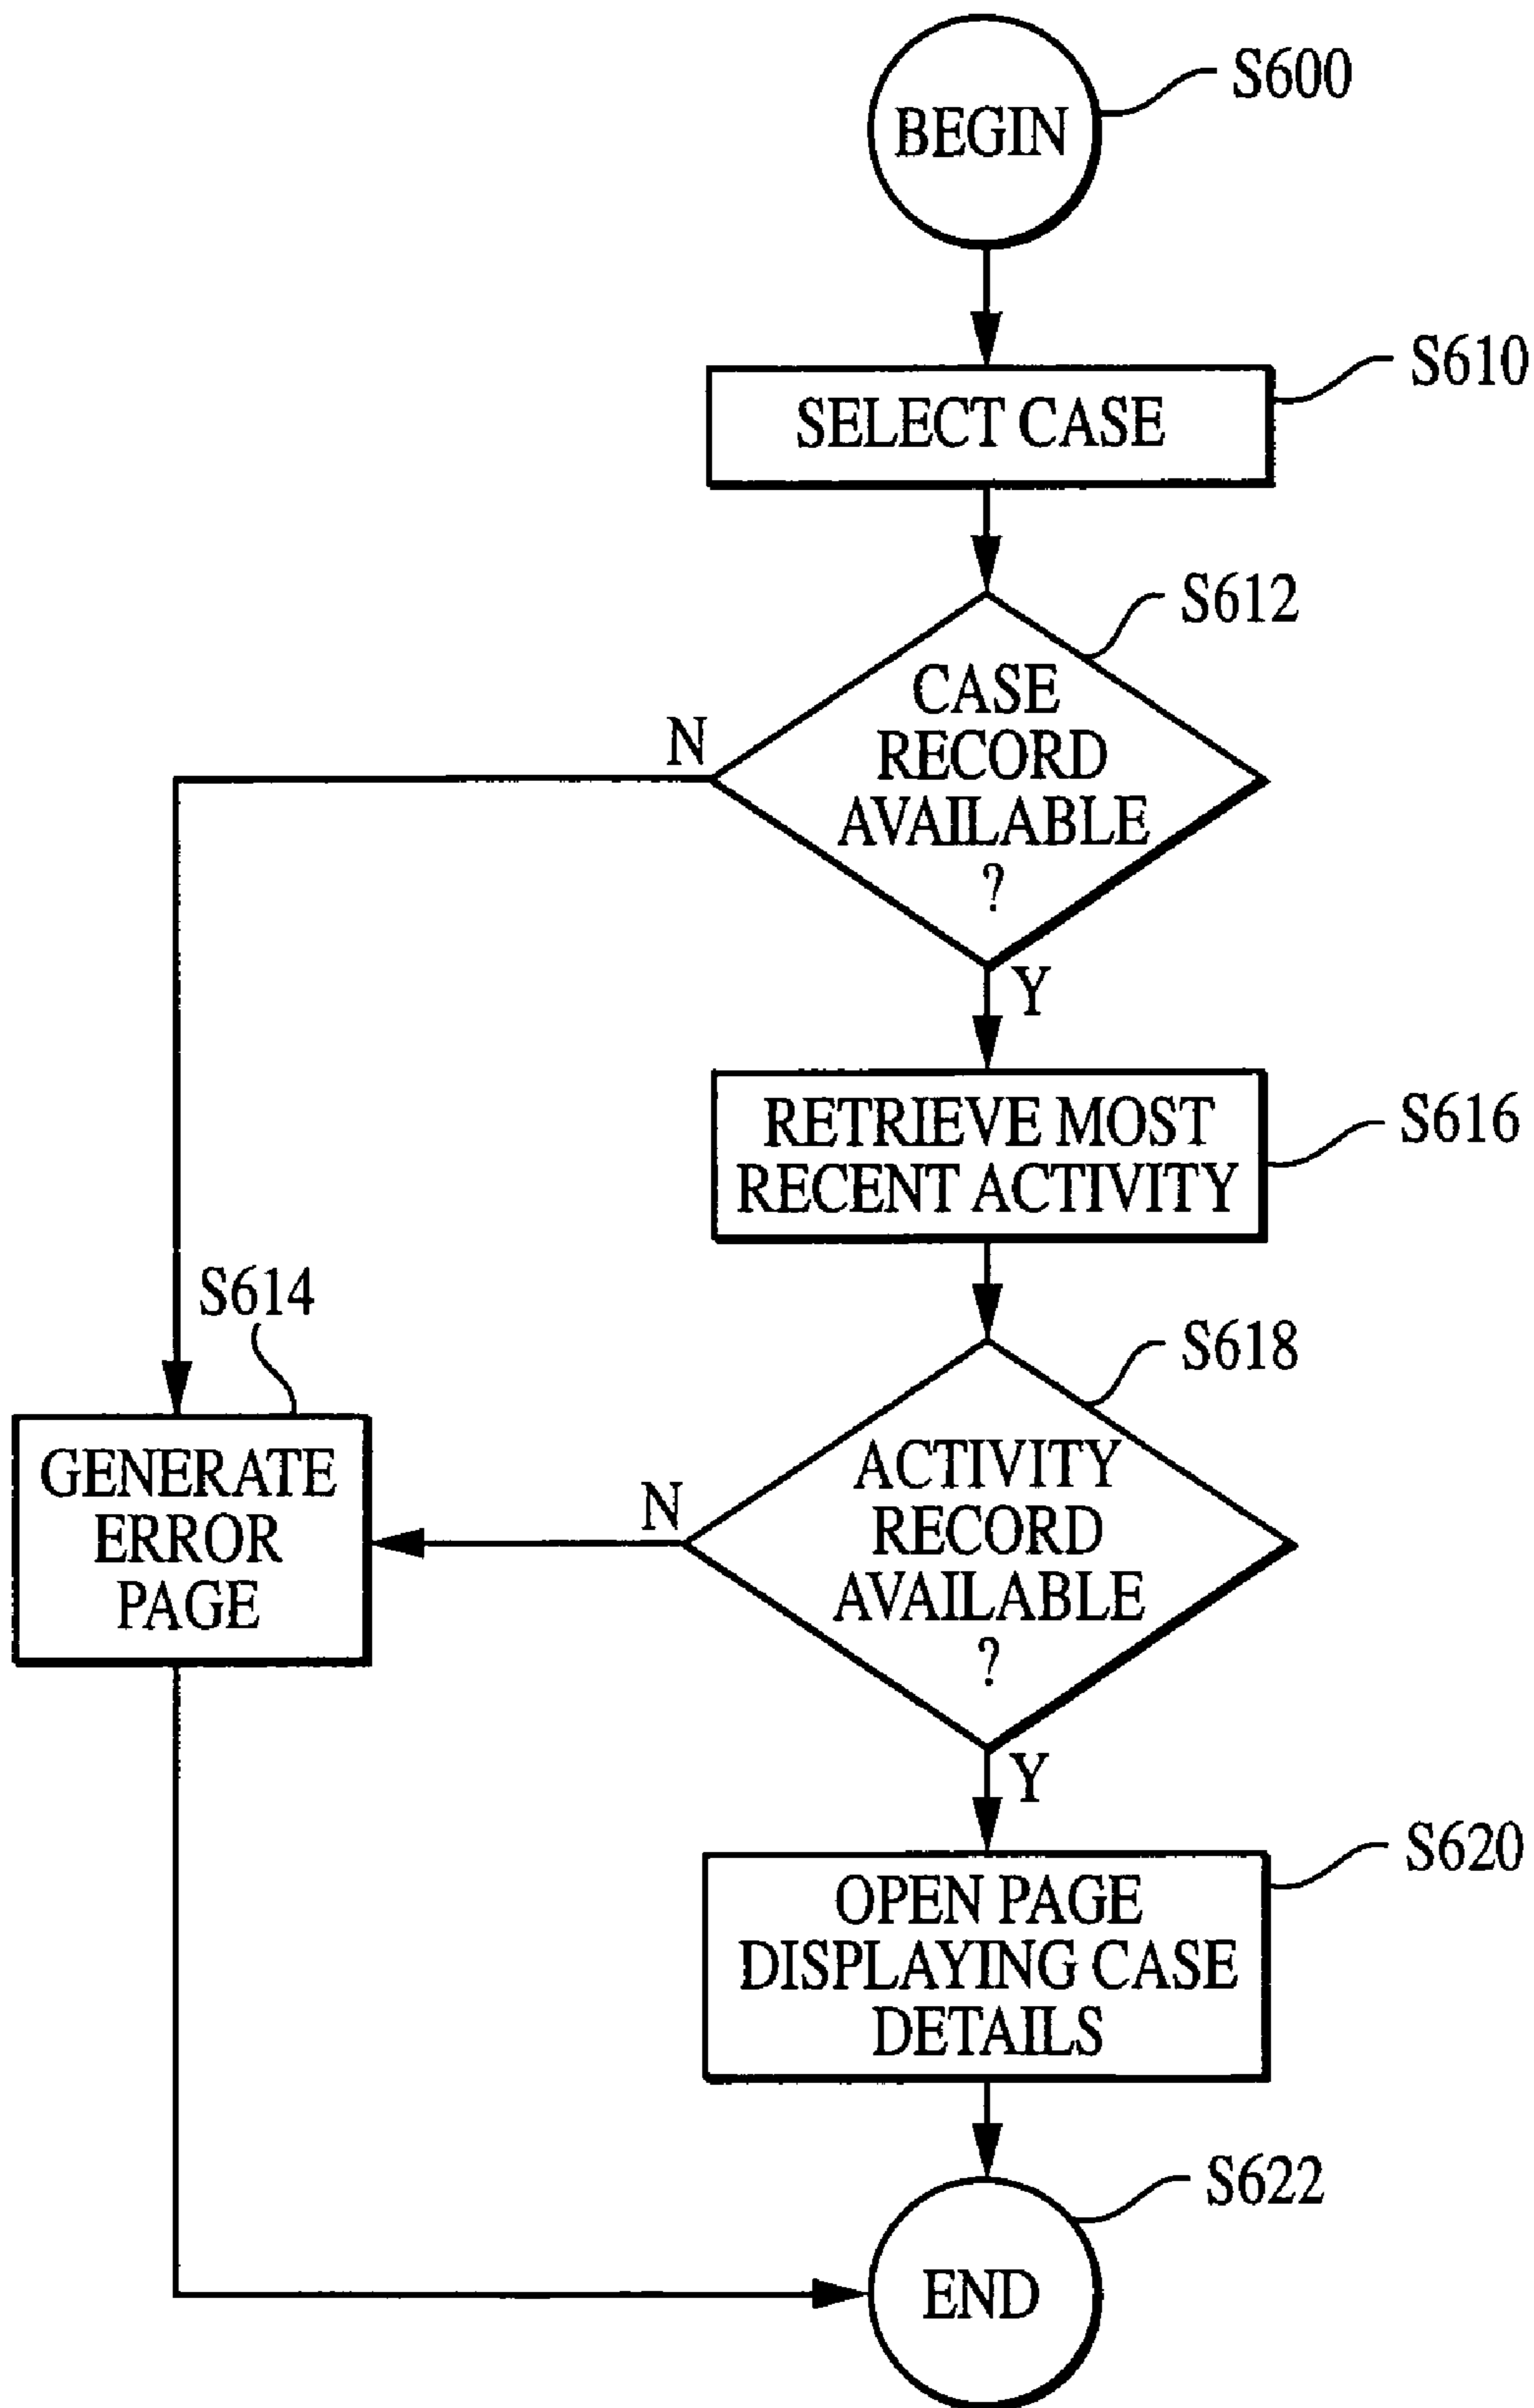 S600
BEGIN
S610
SELECT CASE
S612
CASE
RECORD
AVAILABLE
?
N
Y
RETRIEVE MOST
RECENT ACTIVITY
S616
S614
GENERATE
ERROR
PAGE
S618
ACTIVITY
RECORD
AVAILABLE
?
N
Y
S620
OPEN PAGE
DISPLAYING CASE
DETAILS
S622
END